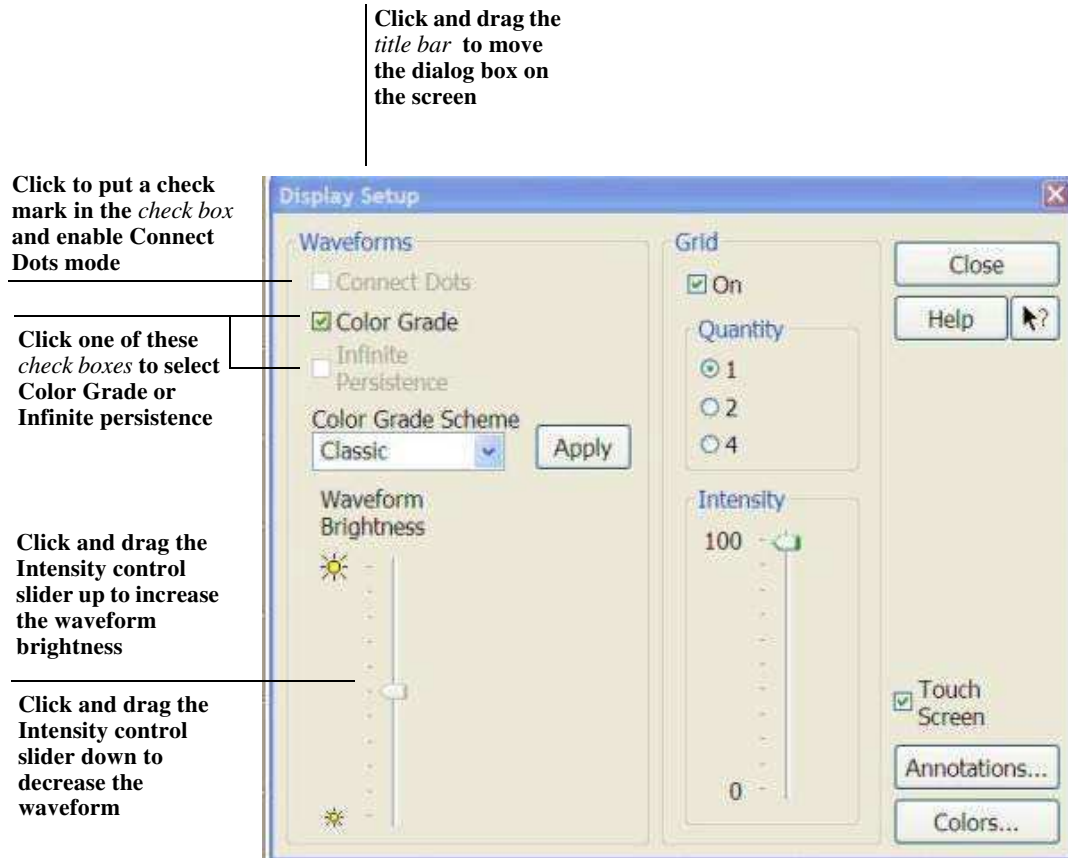 Click and drag the
title bar to move
the dialog box on
the screen
Click to put a check
mark in the check box
and enable Connect
Dots mode
Click one of these
check boxes to select
Color Grade or
Infinite persistence
Click and drag the
Intensity control
slider up to increase
the waveform
brightness
Click and drag the
Intensity control
slider down to
decrease the
waveform
Display Setup
Waveforms
Connect Dots
Color Grade
Infinite
Persistence
Color Grade Scheme
Classic
Apply
Waveform
Brightness
Grid
On
Quantity
1
2
4
Intensity
100
0
Close
Help
?
Touch
Screen
Annotations...
Colors...